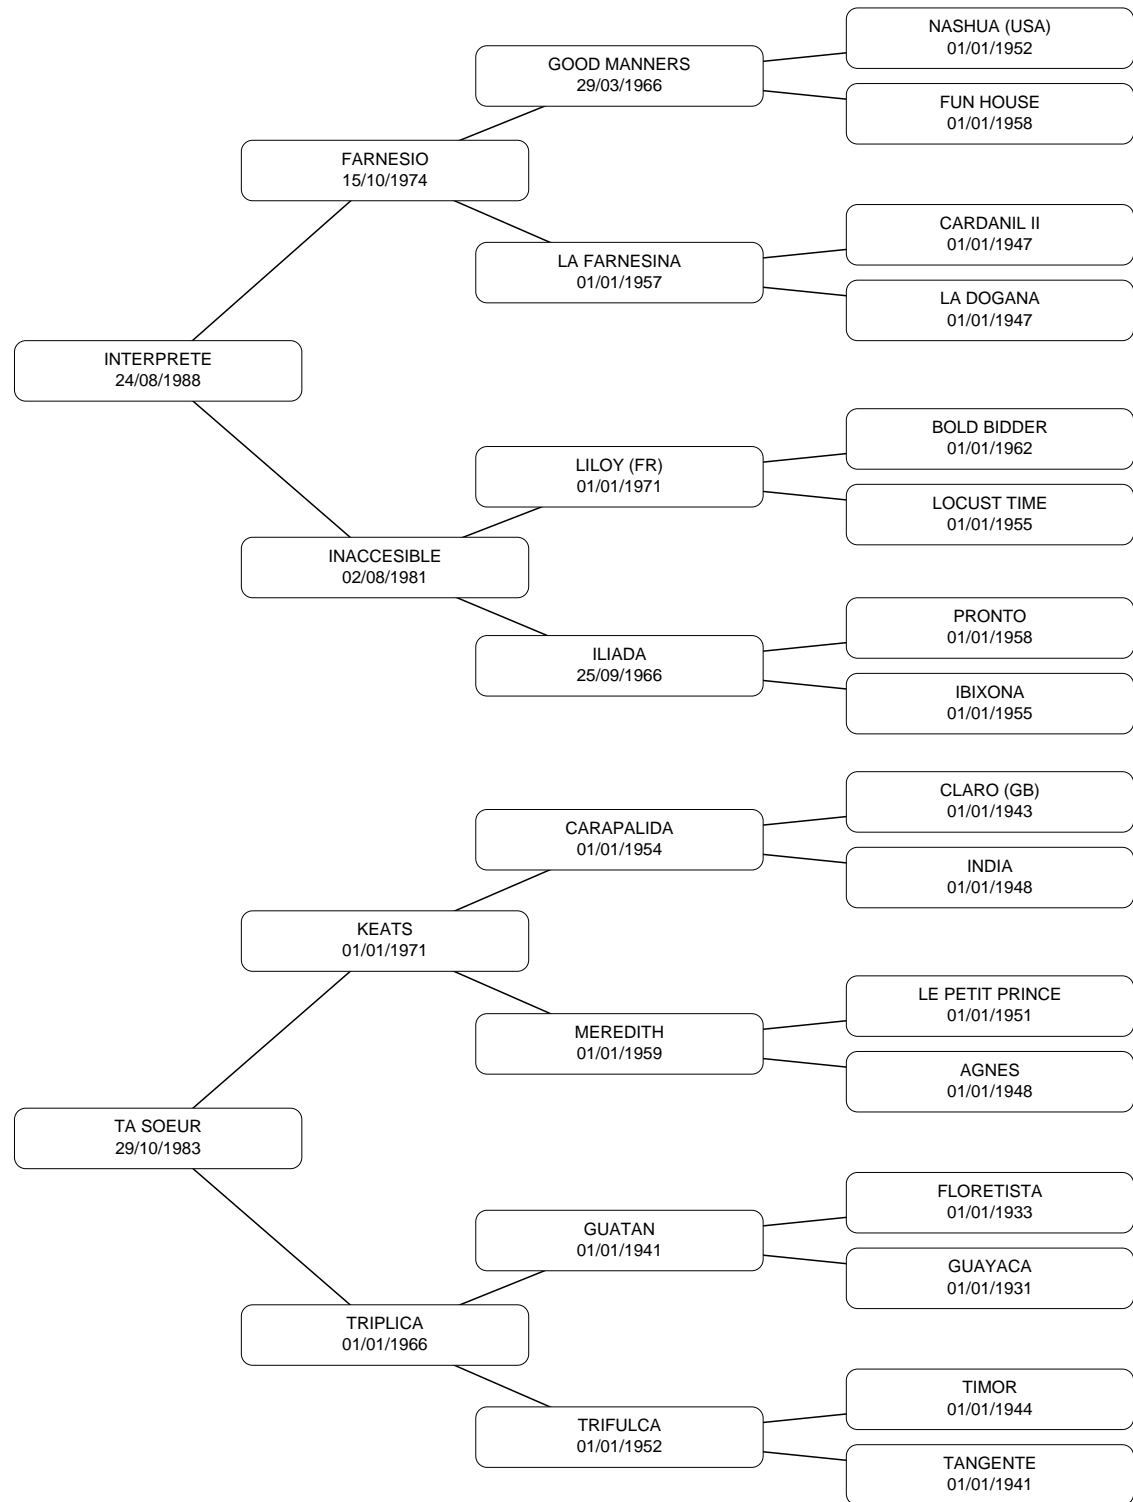 NASHUA (USA)
01/01/1952
GOOD MANNERS
29/03/1966
FUN HOUSE
01/01/1958
FARNESIO
15/10/1974
CARDANIL II
01/01/1947
LA FARNESINA
01/01/1957
LA DOGANA
01/01/1947
INTERPRETE
24/08/1988
BOLD BIDDER
01/01/1962
LILOY (FR)
01/01/1971
LOCUST TIME
01/01/1955
INACCESIBLE
02/08/1981
PRONTO
01/01/1958
ILIADA
25/09/1966
IBIXONA
01/01/1955
CLARO (GB)
01/01/1943
CARAPALIDA
01/01/1954
INDIA
01/01/1948
KEATS
01/01/1971
LE PETIT PRINCE
01/01/1951
MEREDITH
01/01/1959
AGNES
01/01/1948
TA SOEUR
29/10/1983
FLORETISTA
01/01/1933
GUATAN
01/01/1941
GUAYACA
01/01/1931
TRIPLICA
01/01/1966
TIMOR
01/01/1944
TRIFULCA
01/01/1952
TANGENTE
01/01/1941